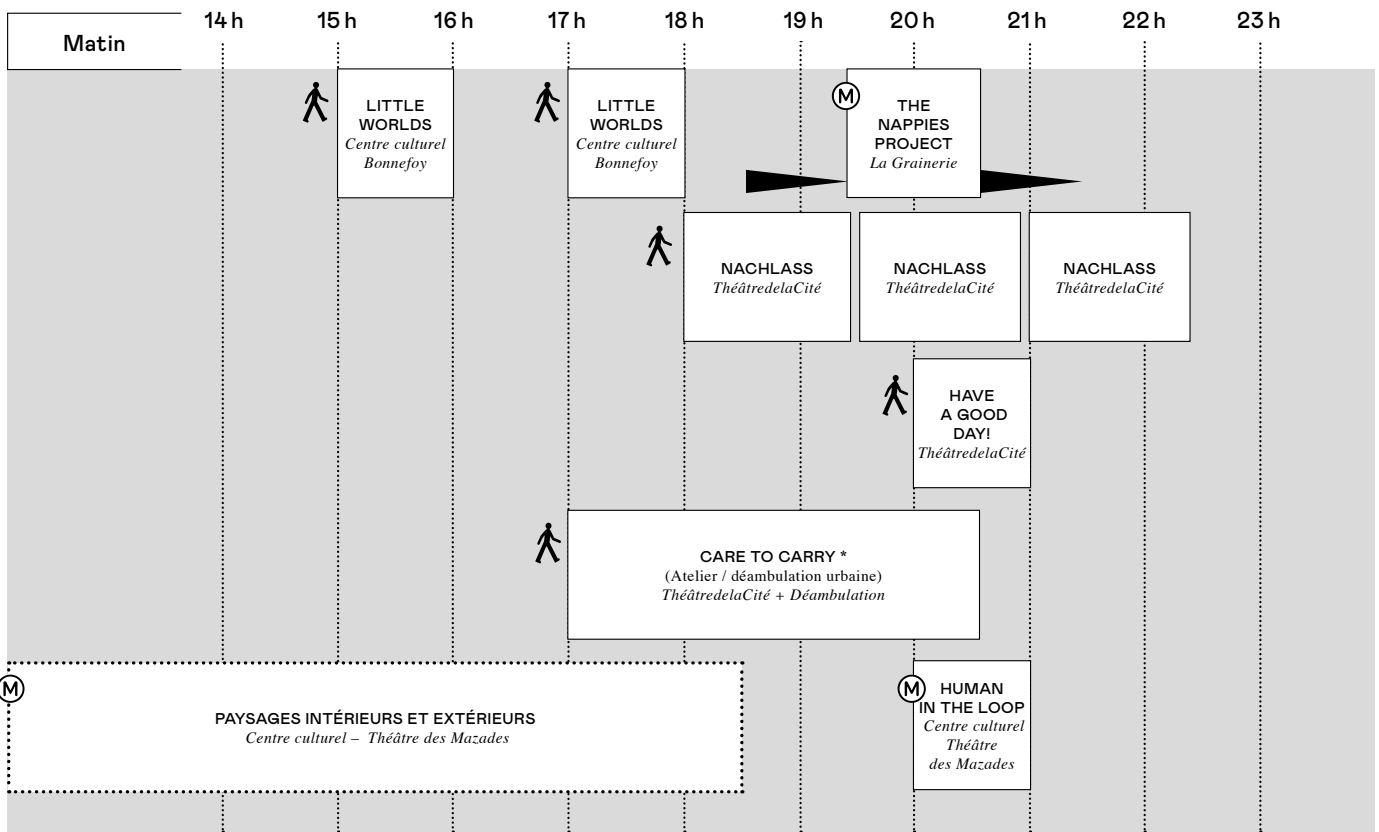 Matin
14 h
15 h
16 h
17 h
18 h
19 h
20 h
21 h
22 h
23 h
LITTLE
WORLDS
Centre culturel
Bonnefoy
LITTLE
WORLDS
Centre culturel
Bonnefoy
M
THE
NAPPIES
PROJECT
La Grainerie
NACHLASS
ThéâtredelaCité
NACHLASS
ThéâtredelaCité
NACHLASS
ThéâtredelaCité
HAVE
A GOOD
DAY!
ThéâtredelaCité
CARE TO CARRY *
(Atelier / déambulation urbaine)
ThéâtredelaCité + Déambulation
M
PAYSAGES INTÉRIEURS ET EXTÉRIEURS
Centre culturel – Théâtre des Mazades
M
HUMAN
IN THE LOOP
Centre culturel
Théâtre
des Mazades